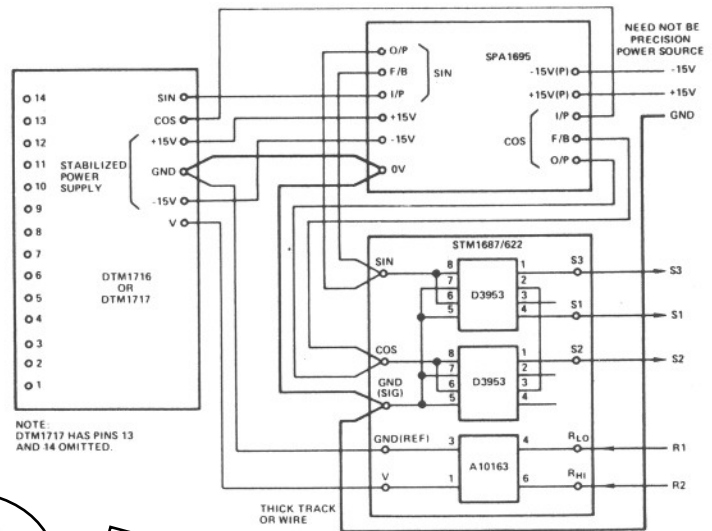 NEED NOT BE
PRECISION
POWER SOURCE
-15V
+15V
GND
SPA1695
O/P
F/B
I/P
SIN
+15V
-15V
0V
-15V(P)
+15V(P)
I/P
F/B
O/P
COS
14
13
12
11
10
9
8
7
6
5
4
3
2
1
SIN
COS
+15V
GND
-15V
V
STABILIZED
POWER
SUPPLY
DTM1716
OR
DTM1717
NOTE:
DTM1717 HAS PINS 13
AND 14 OMITTED.
STM1687/622
SIN
8
7
6
5
D3953
1
2
3
4
S3
S1
S3
S1
COS
8
7
6
5
D3953
1
2
3
4
S2
S2
GND
(SIG)
GND(REF)
V
3
1
A10163
4
6
RLO
RHI
R1
R2
THICK TRACK
OR WIRE